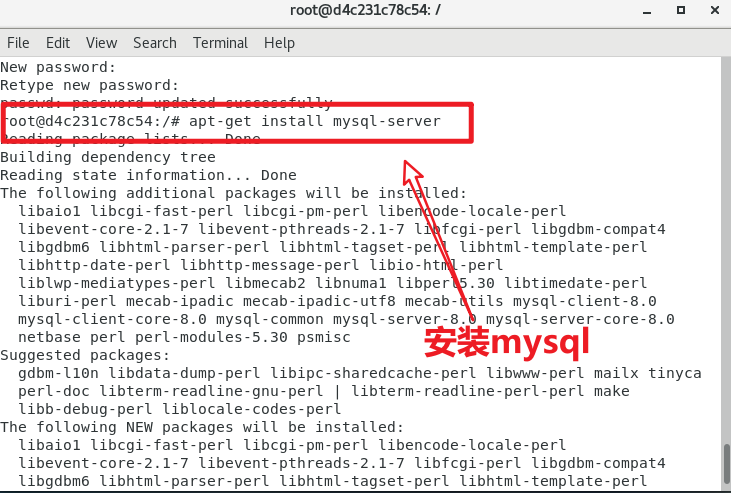 root@d4c231c78c54: /
File Edit View Search Terminal Help
New password:
Retype new password:
passwd: password updated successfully
root@d4c231c78c54:/# apt-get install mysql-server
Reading package lists... Done
Building dependency tree
Reading state information... Done
The following additional packages will be installed:
libaio1 libcgi-fast-perl libcgi-pm-perl libencode-locale-perl
libevent-core-2.1-7 libevent-pthreads-2.1-7 libfcgi-perl libgdbm-compat4
libgdbm6 libhtml-parser-perl libhtml-tagset-perl libhtml-template-perl
libhttp-date-perl libhttp-message-perl libio-html-perl
liblwp-mediatypes-perl libmecab2 libnuma1 libperl5.30 libtimedate-perl
liburi-perl mecab-ipadic mecab-ipadic-utf8 mecab-utils mysql-client-8.0
mysql-client-core-8.0 mysql-common mysql-server-8.0 mysql-server-core-8.0
netbase perl perl-modules-5.30 psmisc
安装mysql
Suggested packages:
gdbm-l10n libdata-dump-perl libipc-sharedcache-perl libwww-perl mailx tinyca
perl-doc libterm-readline-gnu-perl | libterm-readline-perl-perl make
libb-debug-perl liblocale-codes-perl
The following NEW packages will be installed:
libaio1 libcgi-fast-perl libcgi-pm-perl libencode-locale-perl
libevent-core-2.1-7 libevent-pthreads-2.1-7 libfcgi-perl libgdbm-compat4
libgdbm6 libhtml-parser-perl libhtml-tagset-perl libhtml-template-perl